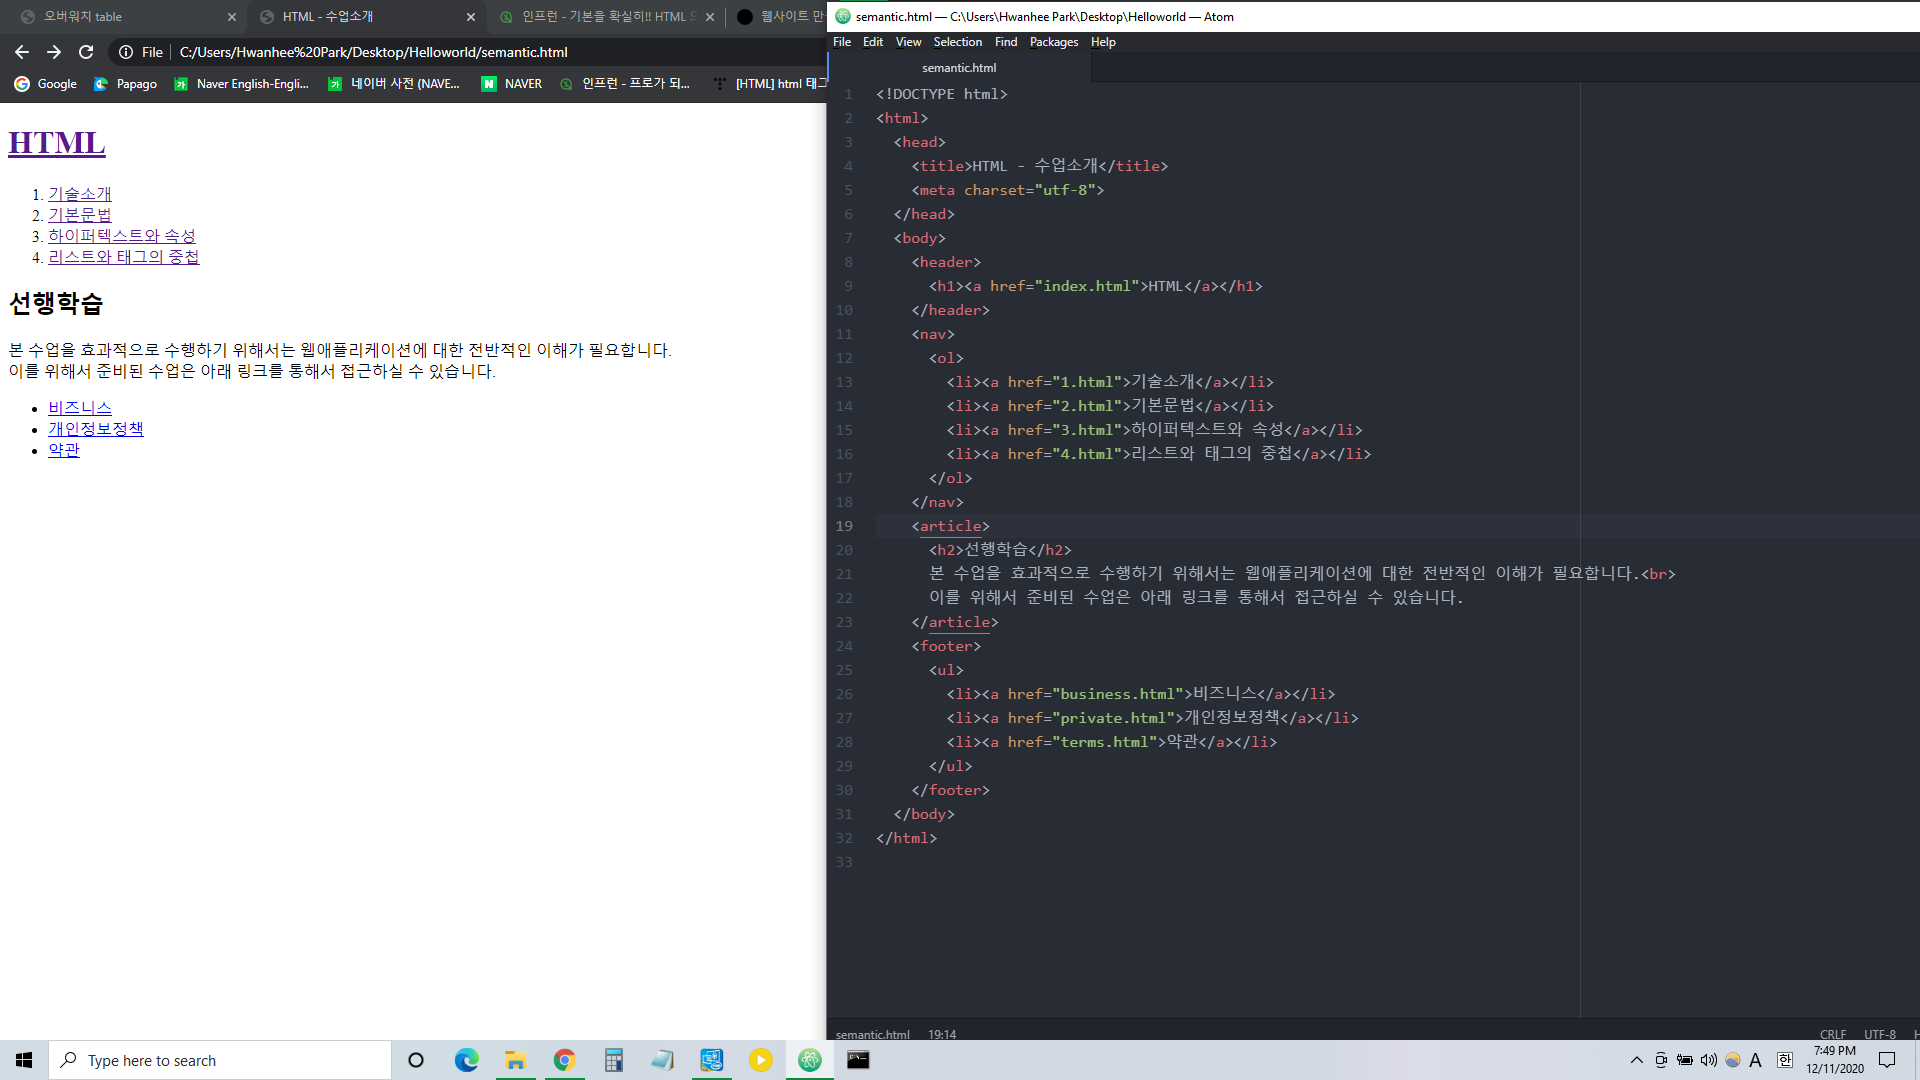 오버워치 table
HTML - 수업소개
인프런 - 기본을 확실히!! HTML
웹사이트 만
File
C:/Users/Hwanhee%20Park/Desktop/Helloworld/semantic.html
Google
Papago
Naver English-Engli...
네이버 사전 (NAVE...
NAVER
인프런 - 프로가 되...
[HTML] html 태그
HTML
1. 기술소개
2. 기본문법
3. 하이퍼텍스트와 속성
4. 리스트와 태그의 중첩
선행학습
본 수업을 효과적으로 수행하기 위해서는 웹애플리케이션에 대한 전반적인 이해가 필요합니다.
이를 위해서 준비된 수업은 아래 링크를 통해서 접근하실 수 있습니다.
• 비즈니스
• 개인정보정책
• 약관
semantic.html — C:\Users\Hwanhee Park\Desktop\Helloworld — Atom
File Edit View Selection Find Packages Help
semantic.html
1 <!DOCTYPE html>
2 <html>
3 <head>
4 <title>HTML - 수업소개</title>
5 <meta charset="utf-8">
6 </head>
7 <body>
8 <header>
9 <h1><a href="index.html">HTML</a></h1>
10 </header>
11 <nav>
12 <ol>
13 <li><a href="1.html">기술소개</a></li>
14 <li><a href="2.html">기본문법</a></li>
15 <li><a href="3.html">하이퍼텍스트와 속성</a></li>
16 <li><a href="4.html">리스트와 태그의 중첩</a></li>
17 </ol>
18 </nav>
19 <article>
20 <h2>선행학습</h2>
21 본 수업을 효과적으로 수행하기 위해서는 웹애플리케이션에 대한 전반적인 이해가 필요합니다.<br>
22 이를 위해서 준비된 수업은 아래 링크를 통해서 접근하실 수 있습니다.
23 </article>
24 <footer>
25 <ul>
26 <li><a href="business.html">비즈니스</a></li>
27 <li><a href="private.html">개인정보정책</a></li>
28 <li><a href="terms.html">약관</a></li>
29 </ul>
30 </footer>
31 </body>
32 </html>
33
semantic.html 19:14
CRLF UTF-8 H
Type here to search
A
한
7:49 PM
12/11/2020